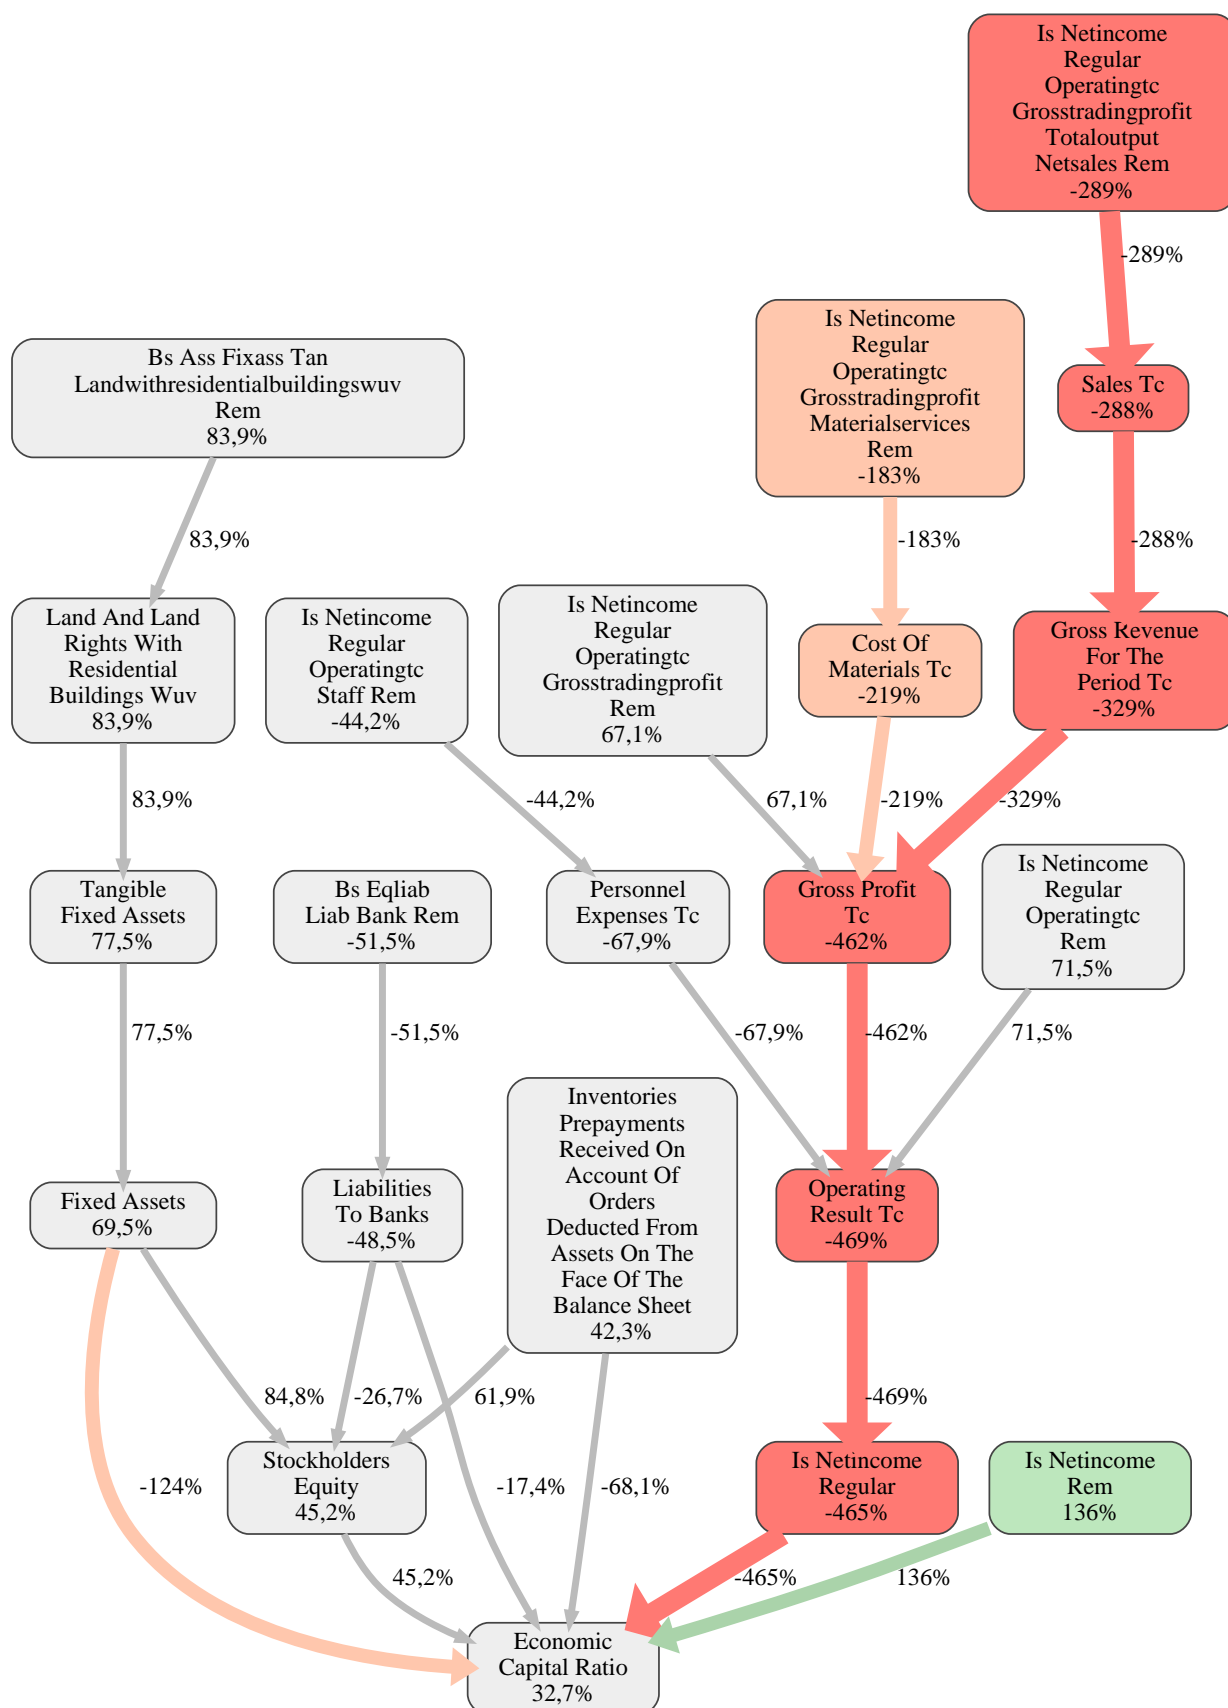 Is Netincome
Regular
Operatingtc
Grosstradingprofit
Totaloutput
Netsales Rem
-289%
-289%
Is Netincome
Regular
Operatingtc
Grosstradingprofit
Materialservices
Rem
-183%
Bs Ass Fixass Tan
Landwithresidentialbuildingswuv
Rem
83,9%
Sales Tc
-288%
83,9%
-183%
-288%
Land And Land
Rights With
Residential
Buildings Wuv
83,9%
Is Netincome
Regular
Operatingtc
Staff Rem
-44,2%
Is Netincome
Regular
Operatingtc
Grosstradingprofit
Rem
67,1%
Cost Of
Materials Tc
-219%
Gross Revenue
For The
Period Tc
-329%
83,9%
-44,2%
67,1%
-219%
-329%
Tangible
Fixed Assets
77,5%
Bs Eqliab
Liab Bank Rem
-51,5%
Personnel
Expenses Tc
-67,9%
Gross Profit
Tc
-462%
Is Netincome
Regular
Operatingtc
Rem
71,5%
77,5%
-51,5%
-67,9%
-462%
71,5%
Fixed Assets
69,5%
Liabilities
To Banks
-48,5%
Inventories
Prepayments
Received On
Account Of
Orders
Deducted From
Assets On The
Face Of The
Balance Sheet
42,3%
Operating
Result Tc
-469%
84,8%
-26,7%
61,9%
-469%
-124%
Stockholders
Equity
45,2%
-17,4%
-68,1%
Is Netincome
Regular
-465%
Is Netincome
Rem
136%
45,2%
-465%
136%
Economic
Capital Ratio
32,7%